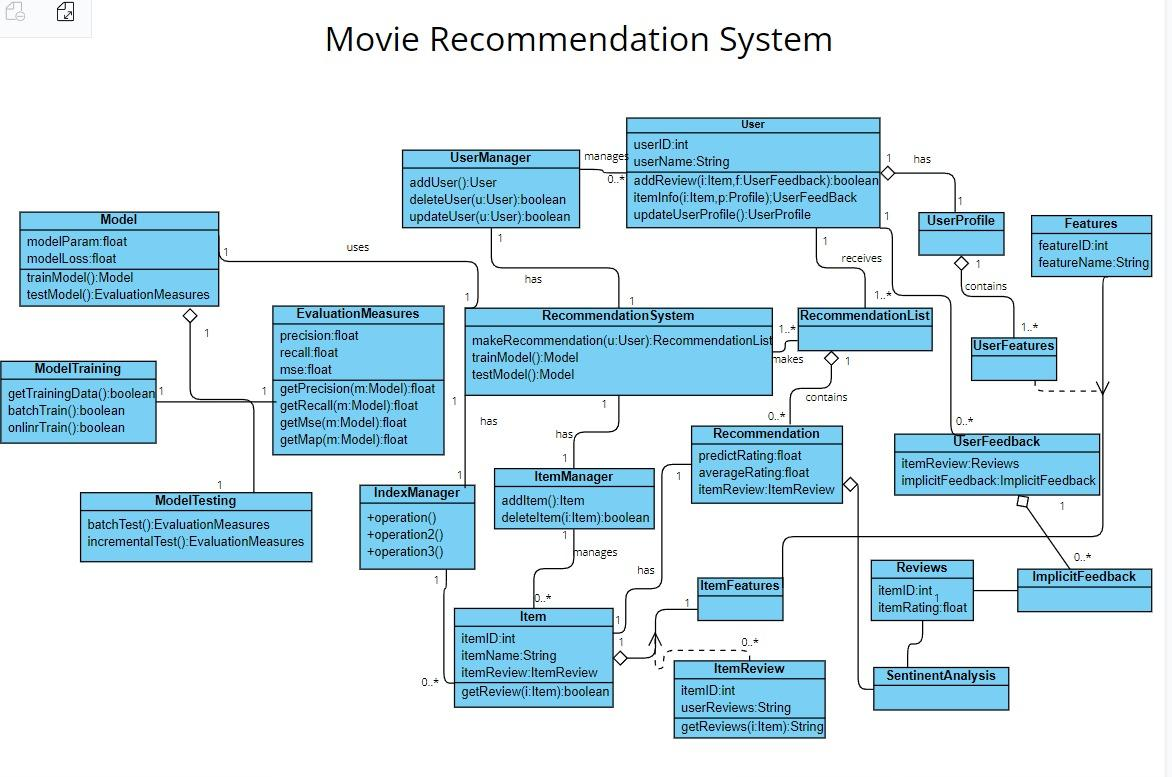 Movie Recommendation System
User
userID:int
userName:String
addReview(i:Item,f:UserFeedback):boolean
itemInfo(i:Item,p:Profile);UserFeedBack
updateUserProfile():UserProfile
UserManager
addUser():User
deleteUser(u:User):boolean
updateUser(u:User):boolean
manages
0..*
1
has
1
UserProfile
1
contains
1..*
UserFeatures
Features
featureID:int
featureName:String
Model
modelParam:float
modelLoss:float
trainModel():Model
testModel():EvaluationMeasures
1
uses
1
1
has
1
1
receives
1..*
1
0..*
EvaluationMeasures
precision:float
recall:float
mse:float
getPrecision(m:Model):float
getRecall(m:Model):float
getMse(m:Model):float
getMap(m:Model):float
RecommendationSystem
makeRecommendation(u:User):RecommendationList
trainModel():Model
testModel():Model
1..*
makes
RecommendationList
1
contains
0..*
1
ModelTraining
getTrainingData():boolean
batchTrain():boolean
onlinrTrain():boolean
1
1
1
has
1
1
has
1
Recommendation
predictRating:float
averageRating:float
itemReview:ItemReview
UserFeedback
itemReview:Reviews
implicitFeedback:ImplicitFeedback
1
0..*
1
ModelTesting
batchTest():EvaluationMeasures
incrementalTest():EvaluationMeasures
IndexManager
+operation()
+operation2()
+operation3()
1
0..*
ItemManager
addItem():Item
deleteItem(i:Item):boolean
1
manages
0..*
1
has
1
Item
itemID:int
itemName:String
itemReview:ItemReview
getReview(i:Item):boolean
1
1
ItemFeatures
0..*
ItemReview
itemID:int
userReviews:String
getReviews(i:Item):String
Reviews
itemID:int
1
itemRating:float
ImplicitFeedback
SentinentAnalysis